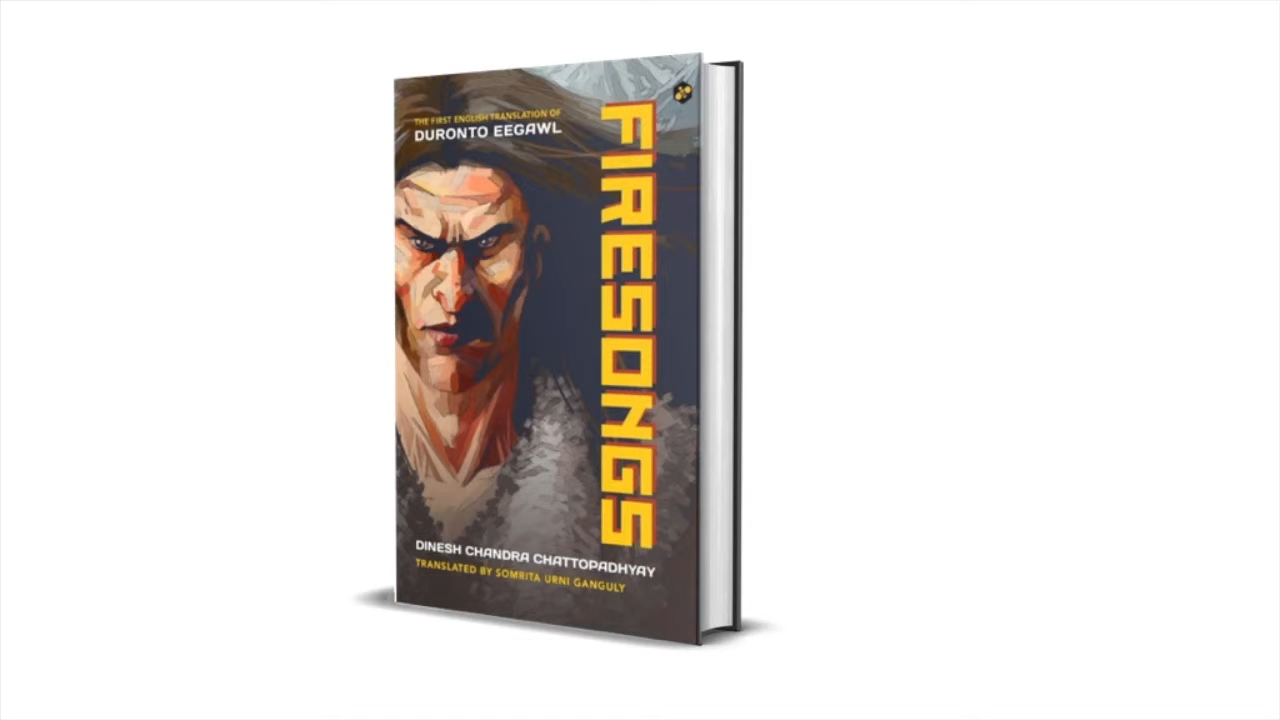 THE FIRST ENGLISH TRANSLATION OF
DURONTO EEGAWL
FIRESONGS
DINESH CHANDRA CHATTOPADHYAY
TRANSLATED BY SOMRITA URNI GANGULY